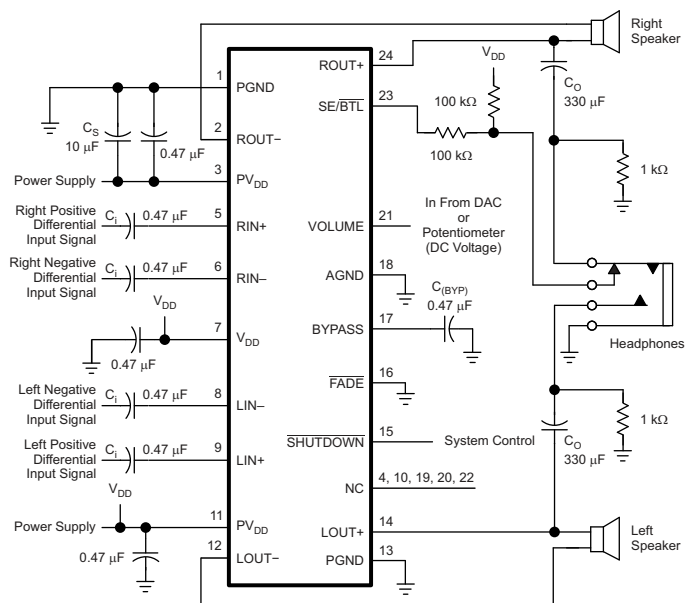 Right
Speaker
ROUT+
24
V_DD
C_O
330 µF
1
PGND
SE/BTL
23
100 kΩ
100 kΩ
C_S
10 µF
0.47 µF
2
ROUT−
1 kΩ
Power Supply
3
PV_DD
Right Positive
Differential
Input Signal
C_i
0.47 µF
5
RIN+
VOLUME
21
In From DAC
or
Potentiometer
(DC Voltage)
Right Negative
Differential
Input Signal
C_i
0.47 µF
6
RIN−
AGND
18
C_(BYP)
0.47 µF
V_DD
7
V_DD
0.47 µF
BYPASS
17
Headphones
FADE
16
Left Negative
Differential
Input Signal
C_i
0.47 µF
8
LIN−
1 kΩ
C_O
330 µF
Left Positive
Differential
Input Signal
C_i
0.47 µF
9
LIN+
SHUTDOWN
15
System Control
NC
4, 10, 19, 20, 22
V_DD
Power Supply
11
PV_DD
0.47 µF
LOUT+
14
Left
Speaker
12
LOUT−
PGND
13